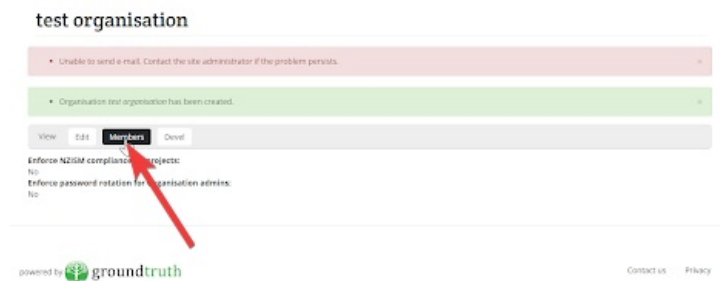 test organisation
Unable to send e-mail. Contact the site administrator if the problem persists.
Organisation test organisation has been created.
View Edit Members Devel
Enforce NZISM compliance projects:
No
Enforce password rotation for organisation admins:
No
powered by groundtruth
Contact us Privacy